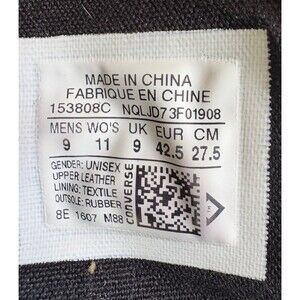 MADE IN CHINA
FABRIQUE EN CHINE
153808C NQLJD73F01908
MENS WO'S UK EUR CM
9 11 9 42.5 27.5
GENDER: UNISEX
UPPER: LEATHER
LINING: TEXTILE
OUTSOLE: RUBBER
8E 1607 M88
CONVERSE